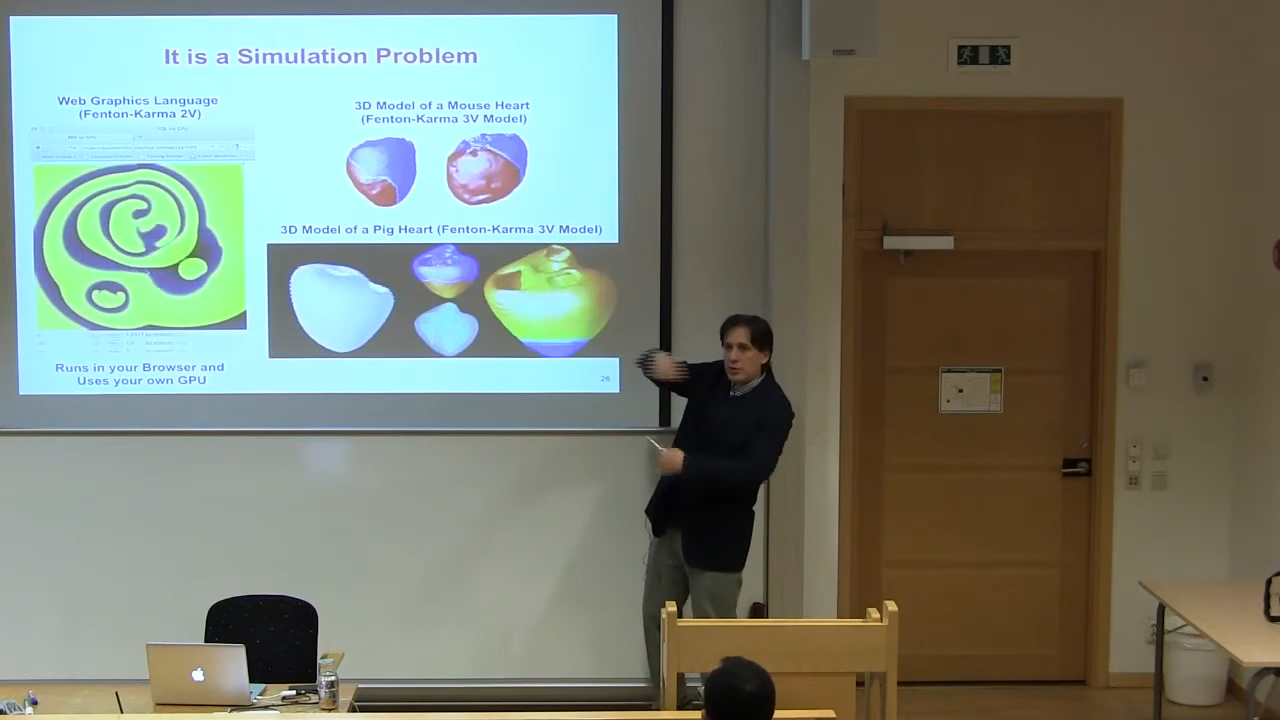 It is a Simulation Problem
Web Graphics Language
(Fenton-Karma 2V)
3D Model of a Mouse Heart
(Fenton-Karma 3V Model)
3D Model of a Pig Heart (Fenton-Karma 3V Model)
Runs in your Browser and
Uses your own GPU
26